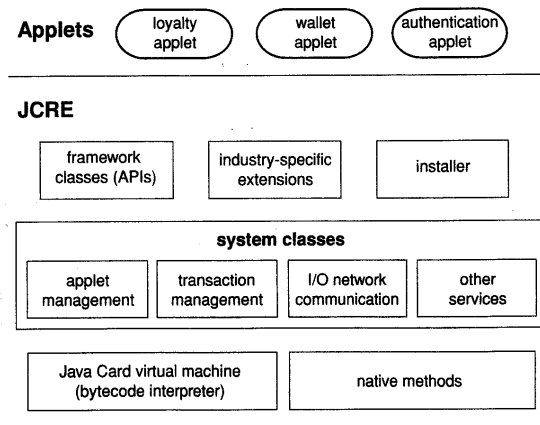 Applets
loyalty
applet
wallet
applet
authentication
applet
JCRE
framework
classes (APIs)
industry-specific
extensions
installer
system classes
applet
management
transaction
management
I/O network
communication
other
services
Java Card virtual machine
(bytecode interpreter)
native methods